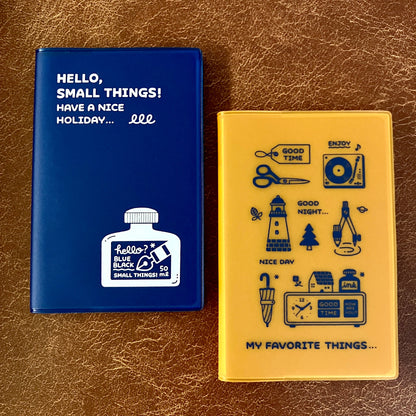 HELLO,
SMALL THINGS!
HAVE A NICE
HOLIDAY...
hello?
BLUE
BLACK
50
mL
SMALL THINGS!
GOOD
TIME
ENJOY
GOOD
NIGHT...
NICE DAY
ink
GOOD
TIME
MY FAVORITE THINGS...